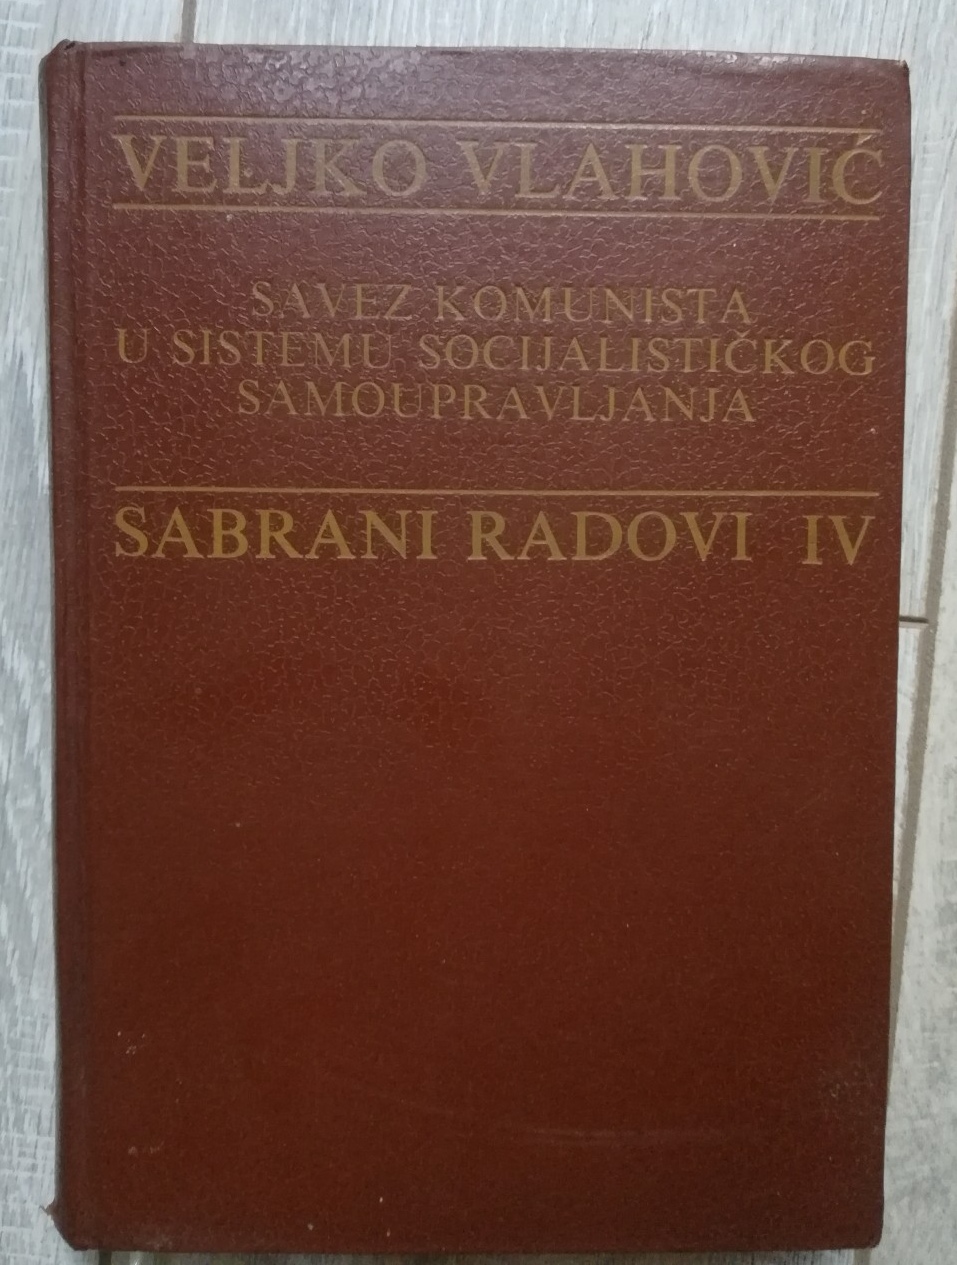 VELJKO VLAHOVIĆ
SAVEZ KOMUNISTA
U SISTEMU SOCIJALISTIČKOG
SAMOUPRAVLJANJA
SABRANI RADOVI IV